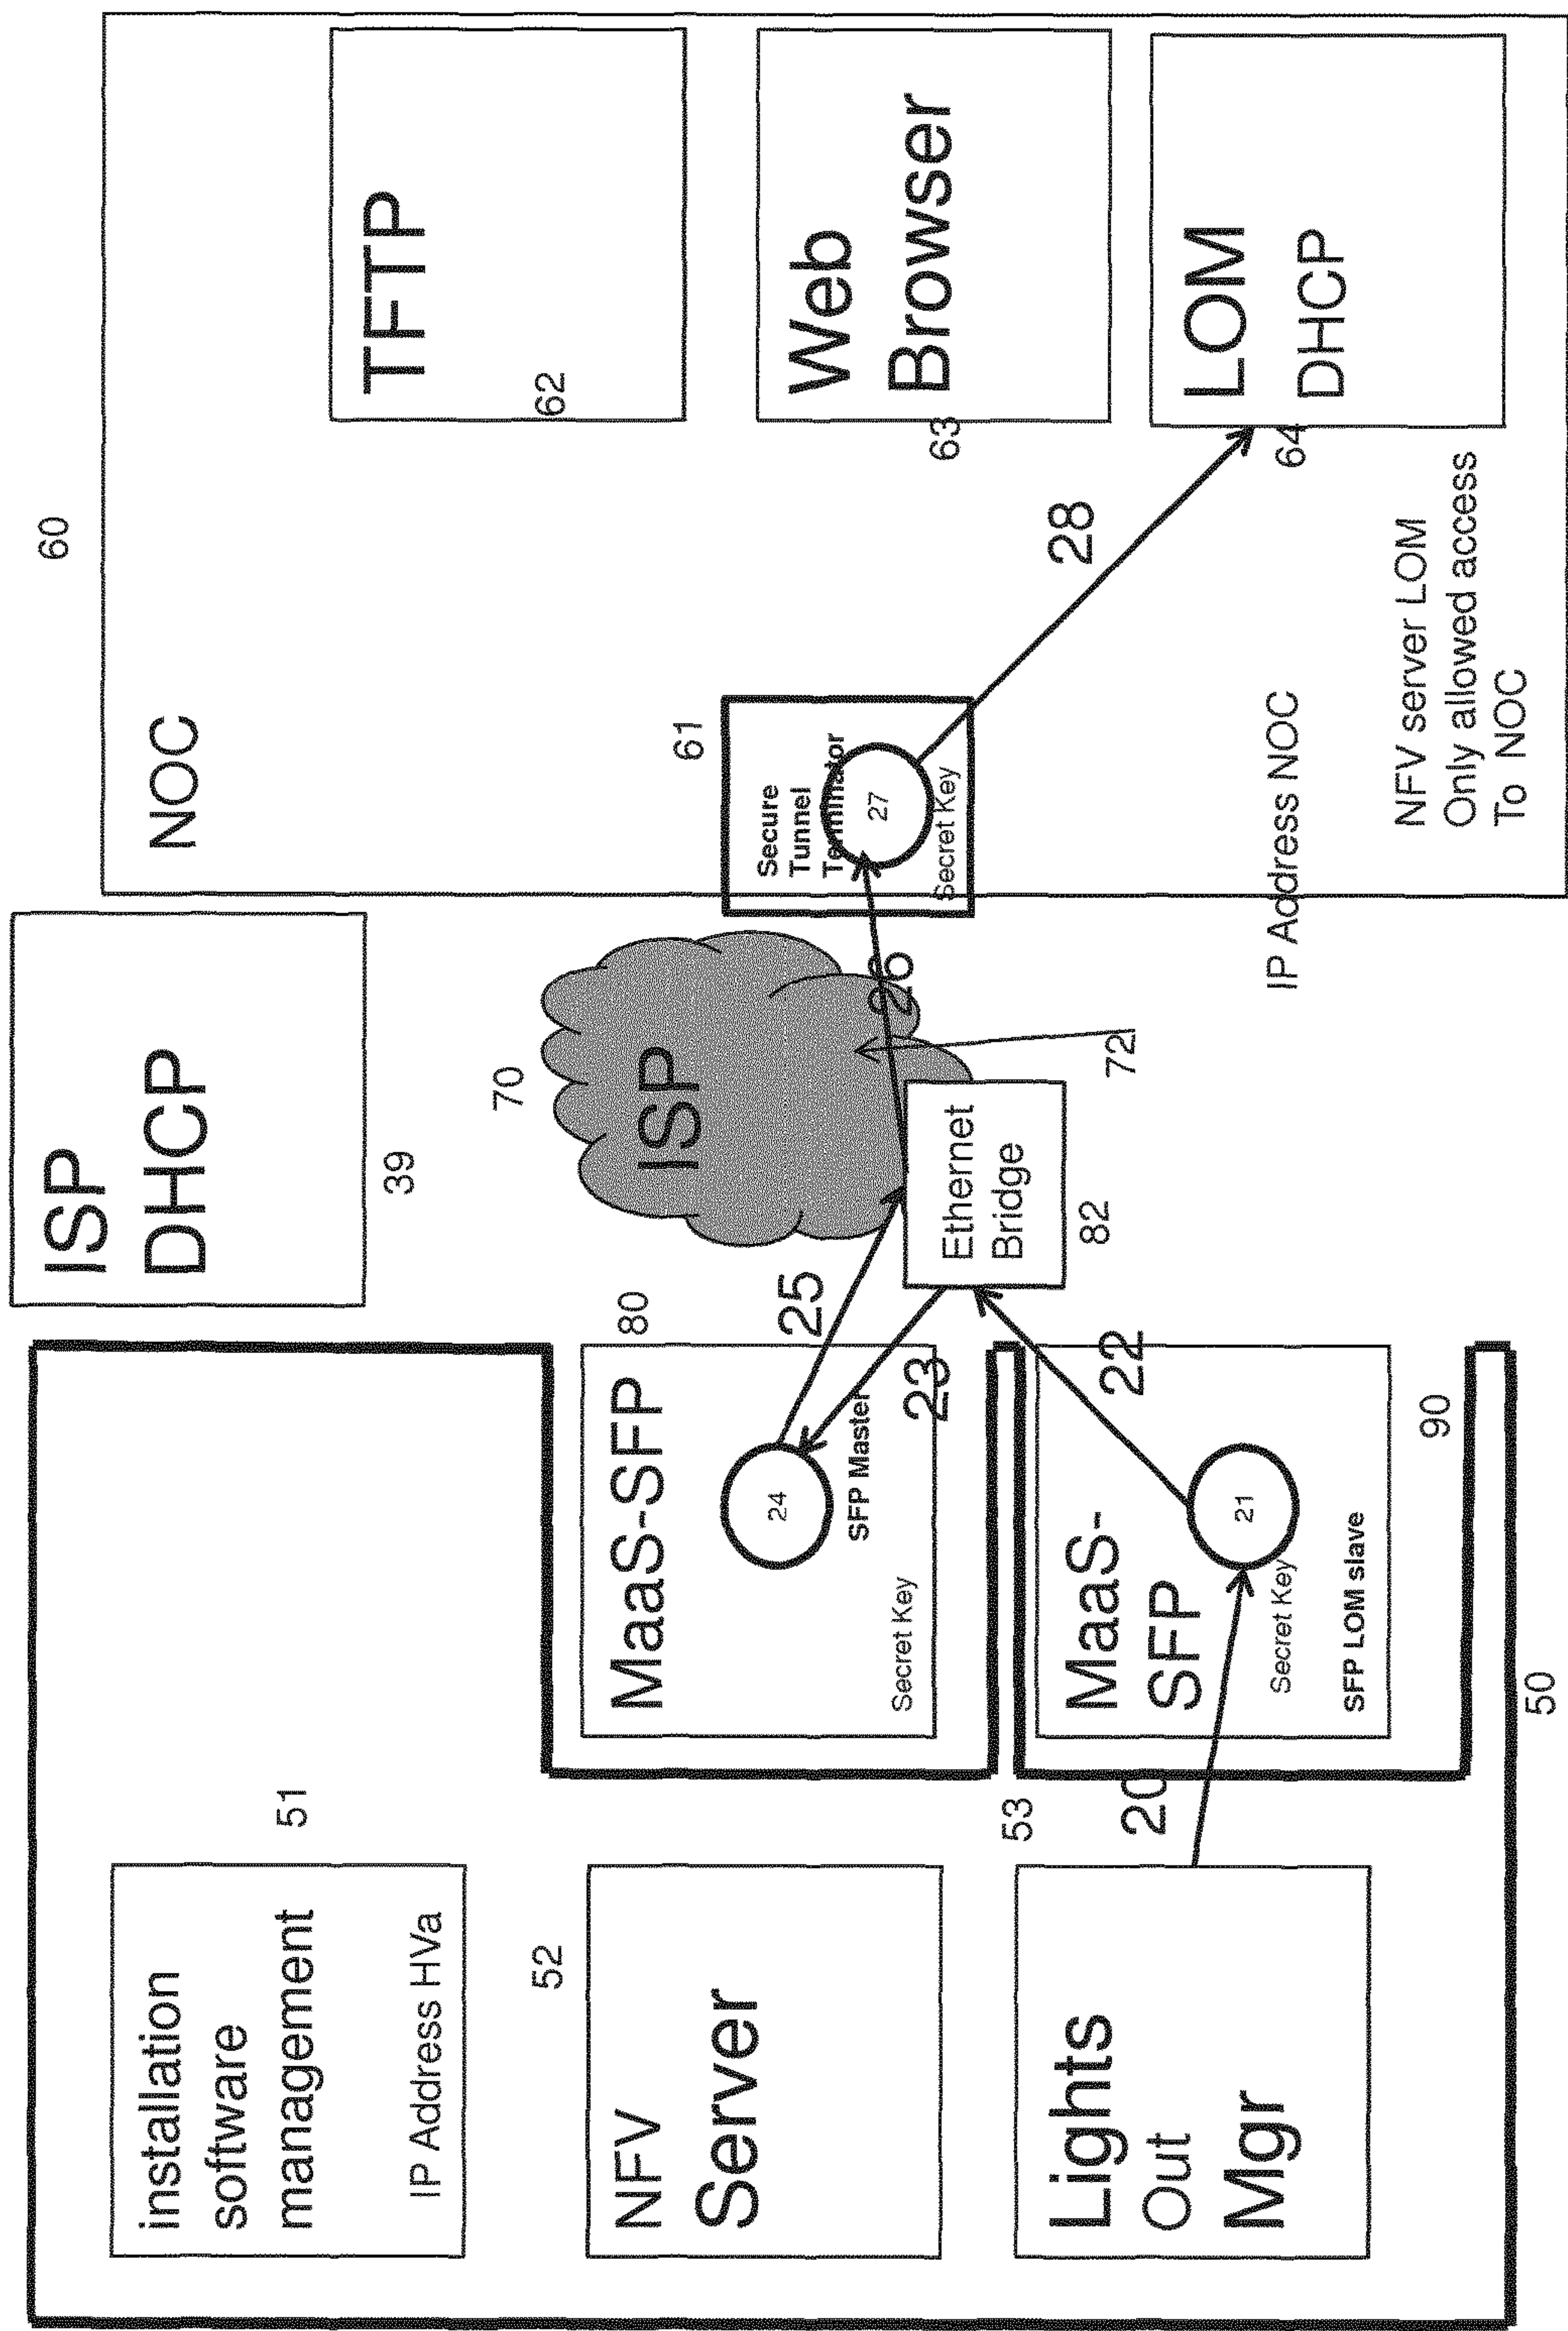 installation
software
management
IP Address HVa
51
52
NFV
Server
53
Lights
Out
Mgr
20
50
MaaS-SFP
80
24
SFP Master
Secret Key
MaaS-
SFP
21
Secret Key
SFP LOM slave
90
22
23
25
ISP
DHCP
39
70
ISP
Ethernet
Bridge
82
72
26
60
NOC
61
Secure
Tunnel
Terminator
27
Secret Key
28
TFTP
62
Web
Browser
63
LOM
DHCP
64
IP Address NOC
NFV server LOM
Only allowed access
To NOC